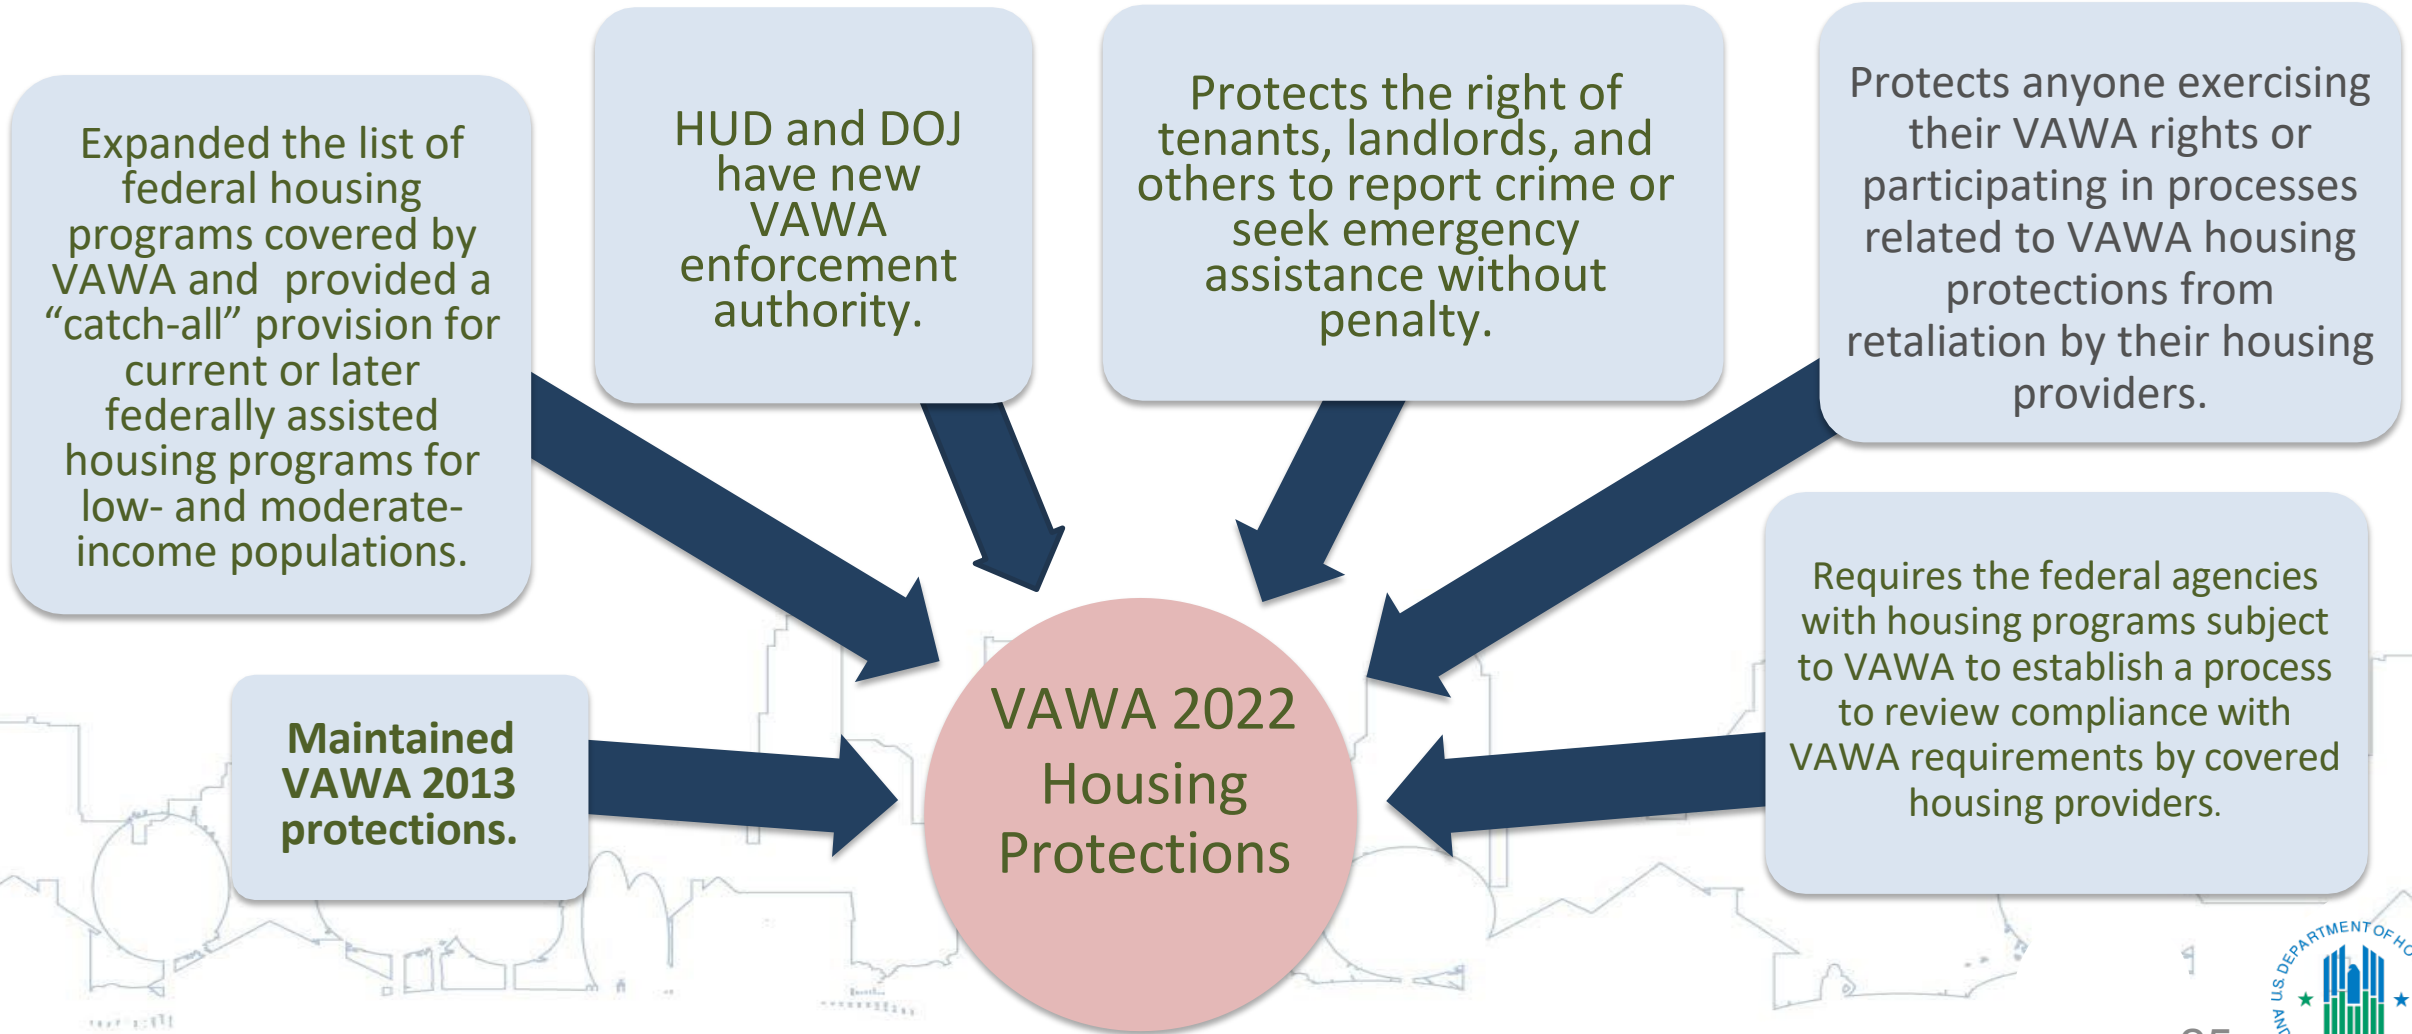 Expanded the list of
federal housing
programs covered by
VAWA and provided a
“catch-all” provision for
current or later
federally assisted
housing programs for
low- and moderate-
income populations.
HUD and DOJ
have new
VAWA
enforcement
authority.
Protects the right of
tenants, landlords, and
others to report crime or
seek emergency
assistance without
penalty.
Protects anyone exercising
their VAWA rights or
participating in processes
related to VAWA housing
protections from
retaliation by their housing
providers.
Requires the federal agencies
with housing programs subject
to VAWA to establish a process
to review compliance with
VAWA requirements by covered
housing providers.
Maintained
VAWA 2013
protections.
VAWA 2022
Housing
Protections
U.S. DEPARTMENT OF